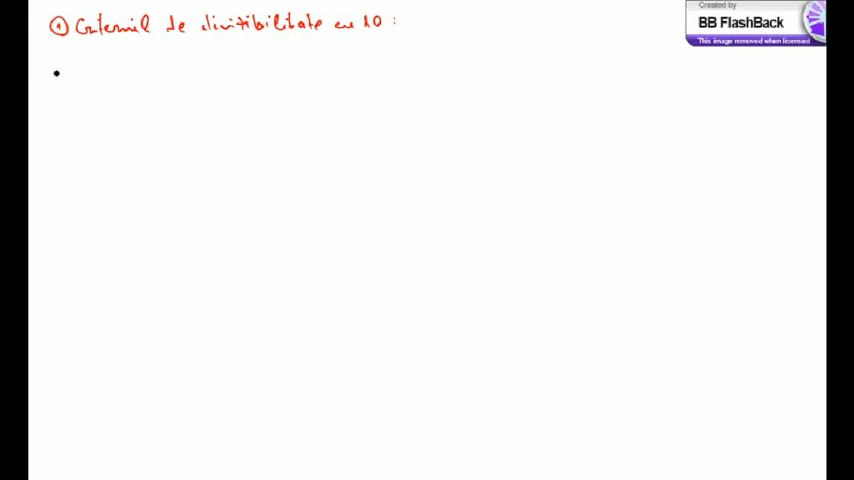 ① Criteriul de divizibilitate cu 10 :
Created by
BB FlashBack
This image removed when licensed